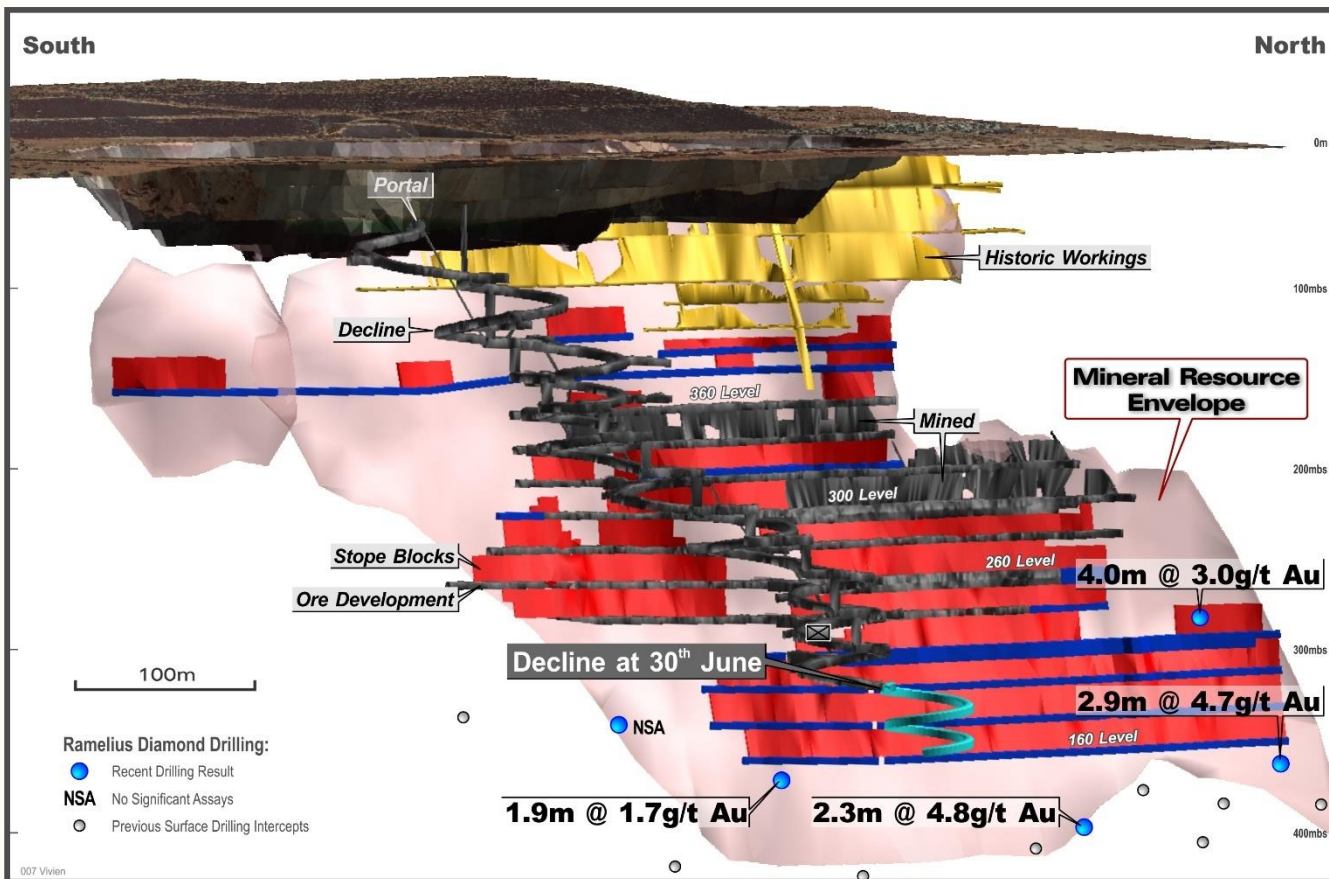 South
North
0m
Portal
Historic Workings
100mbs
Decline
Mineral Resource
Envelope
360 Level
Mined
200mbs
300 Level
Stope Blocks
260 Level
4.0m @ 3.0g/t Au
Ore Development
Decline at 30th June
300mbs
100m
2.9m @ 4.7g/t Au
NSA
160 Level
Ramelius Diamond Drilling:
Recent Drilling Result
NSA No Significant Assays
Previous Surface Drilling Intercepts
1.9m @ 1.7g/t Au
2.3m @ 4.8g/t Au
400mbs
007 Vivien